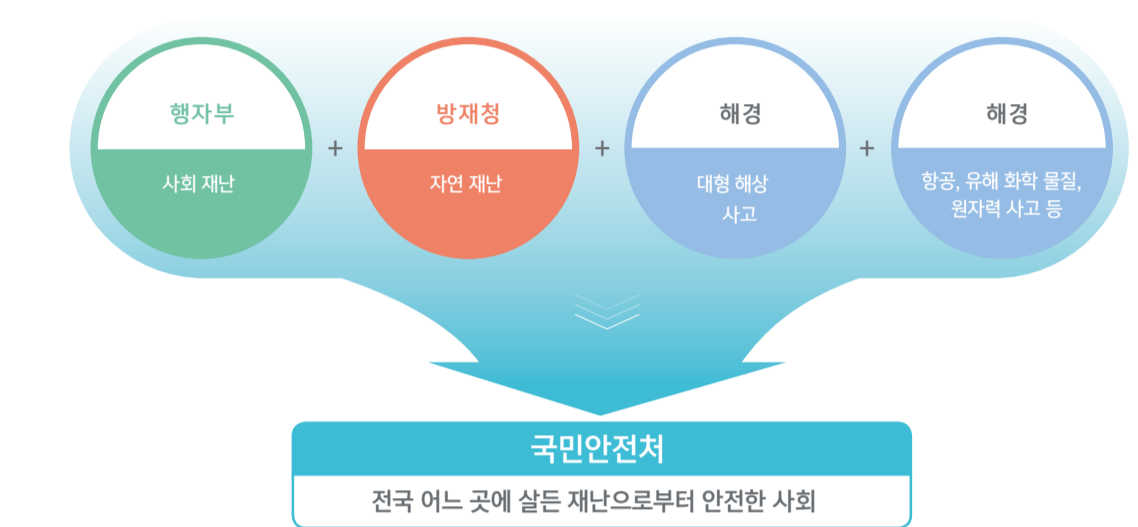 행자부
사회 재난
+
방재청
자연 재난
+
해경
대형 해상
사고
+
해경
항공, 유해 화학 물질,
원자력 사고 등
국민안전처
전국 어느 곳에 살든 재난으로부터 안전한 사회